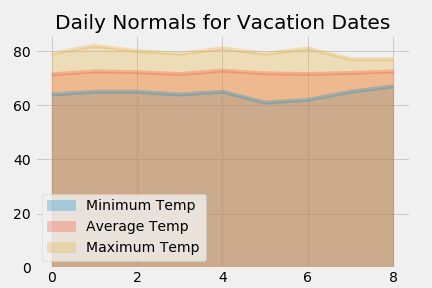 Daily Normals for Vacation Dates
80
60
40
20
0
Minimum Temp
Average Temp
Maximum Temp
0 2 4 6 8